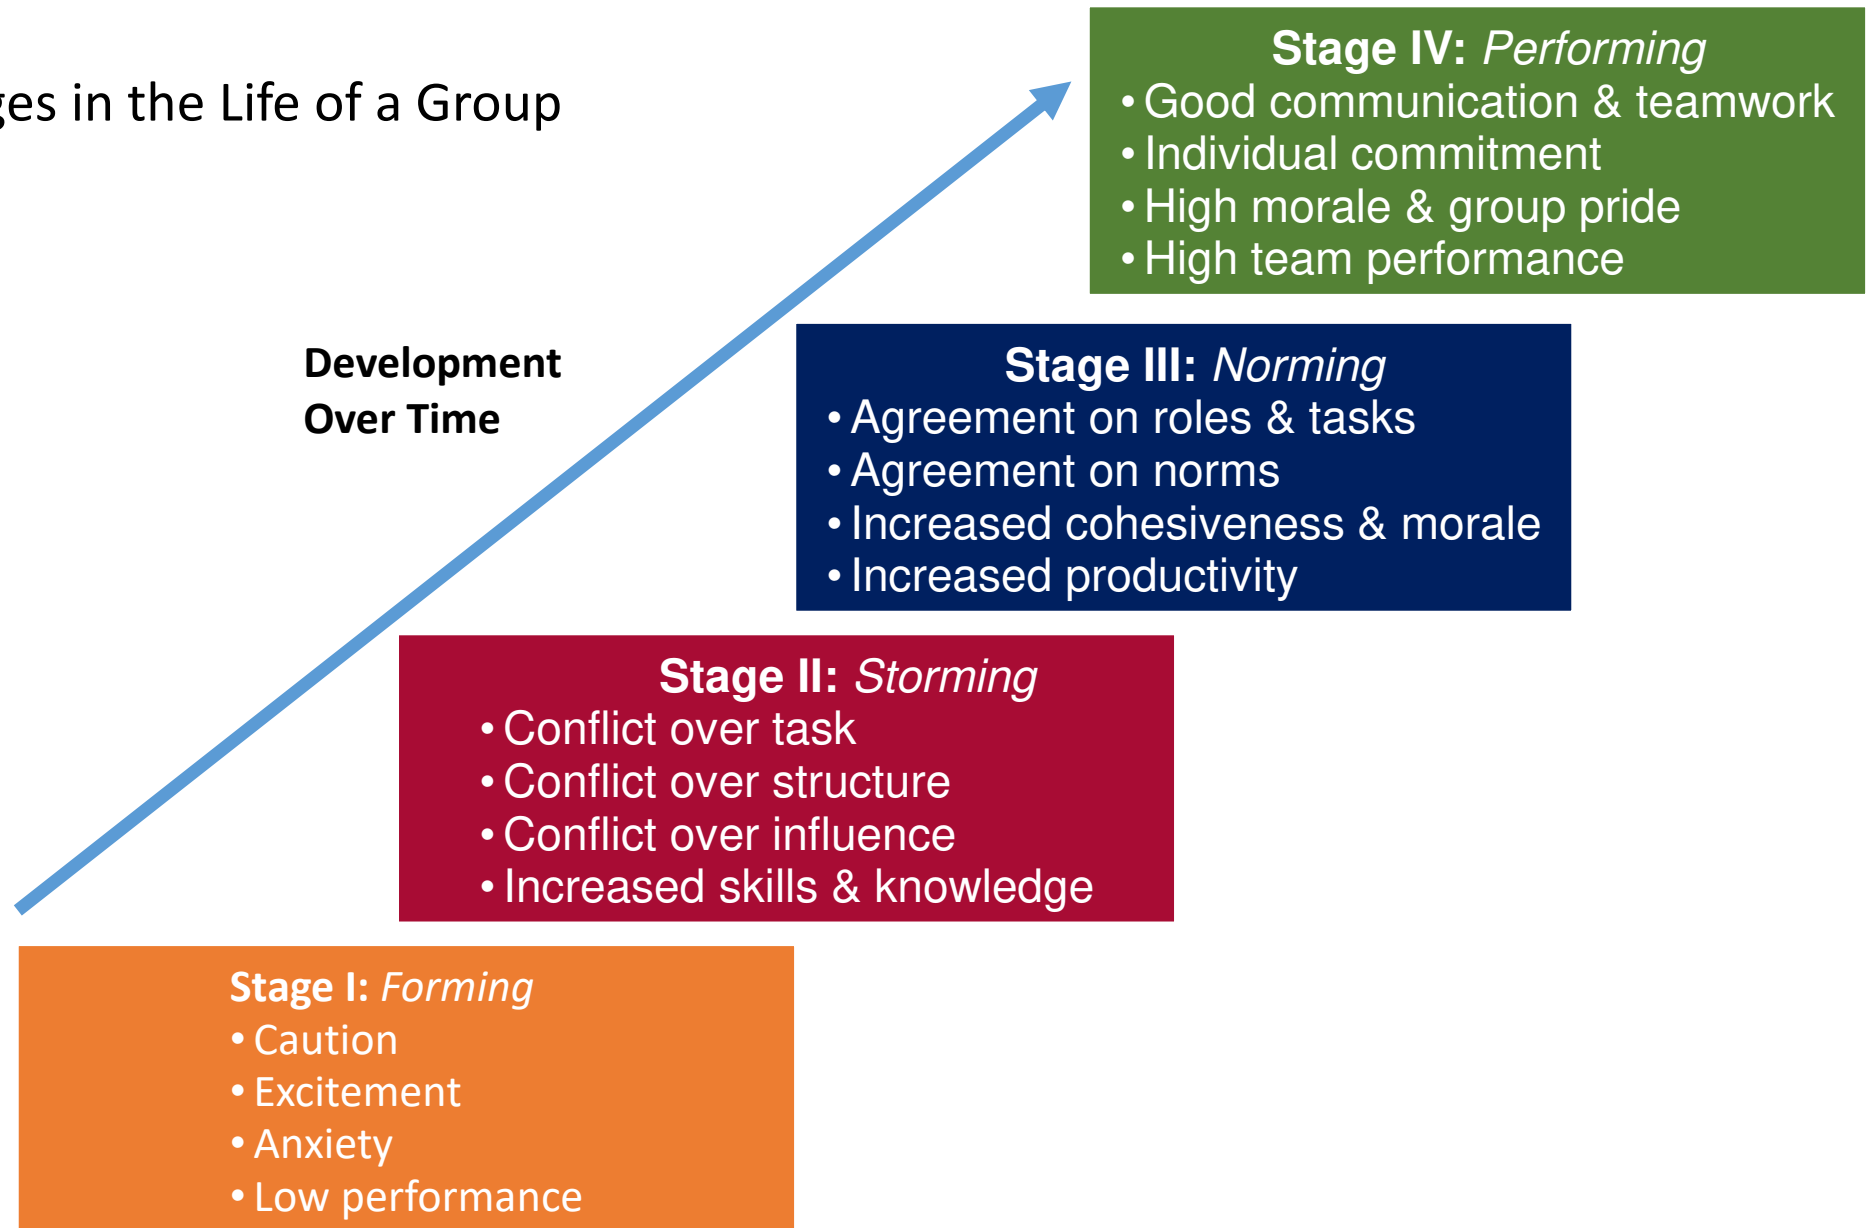 ges in the Life of a Group
Stage IV: Performing
• Good communication & teamwork
• Individual commitment
• High morale & group pride
• High team performance
Development
Over Time
Stage III: Norming
• Agreement on roles & tasks
• Agreement on norms
• Increased cohesiveness & morale
• Increased productivity
Stage II: Storming
• Conflict over task
• Conflict over structure
• Conflict over influence
• Increased skills & knowledge
Stage I: Forming
• Caution
• Excitement
• Anxiety
• Low performance